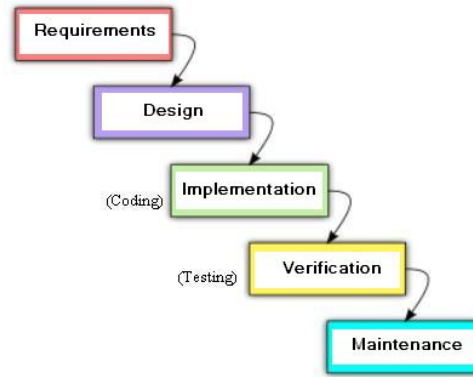 Requirements
Design
Implementation
(Coding)
Verification
(Testing)
Maintenance